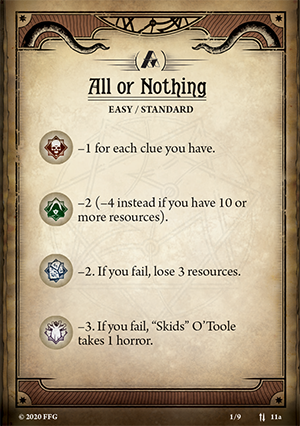 All or Nothing
EASY / STANDARD
–1 for each clue you have.
–2 (–4 instead if you have 10 or
more resources).
–2. If you fail, lose 3 resources.
–3. If you fail, “Skids” O’Toole
takes 1 horror.
© 2020 FFG 1/9 11a